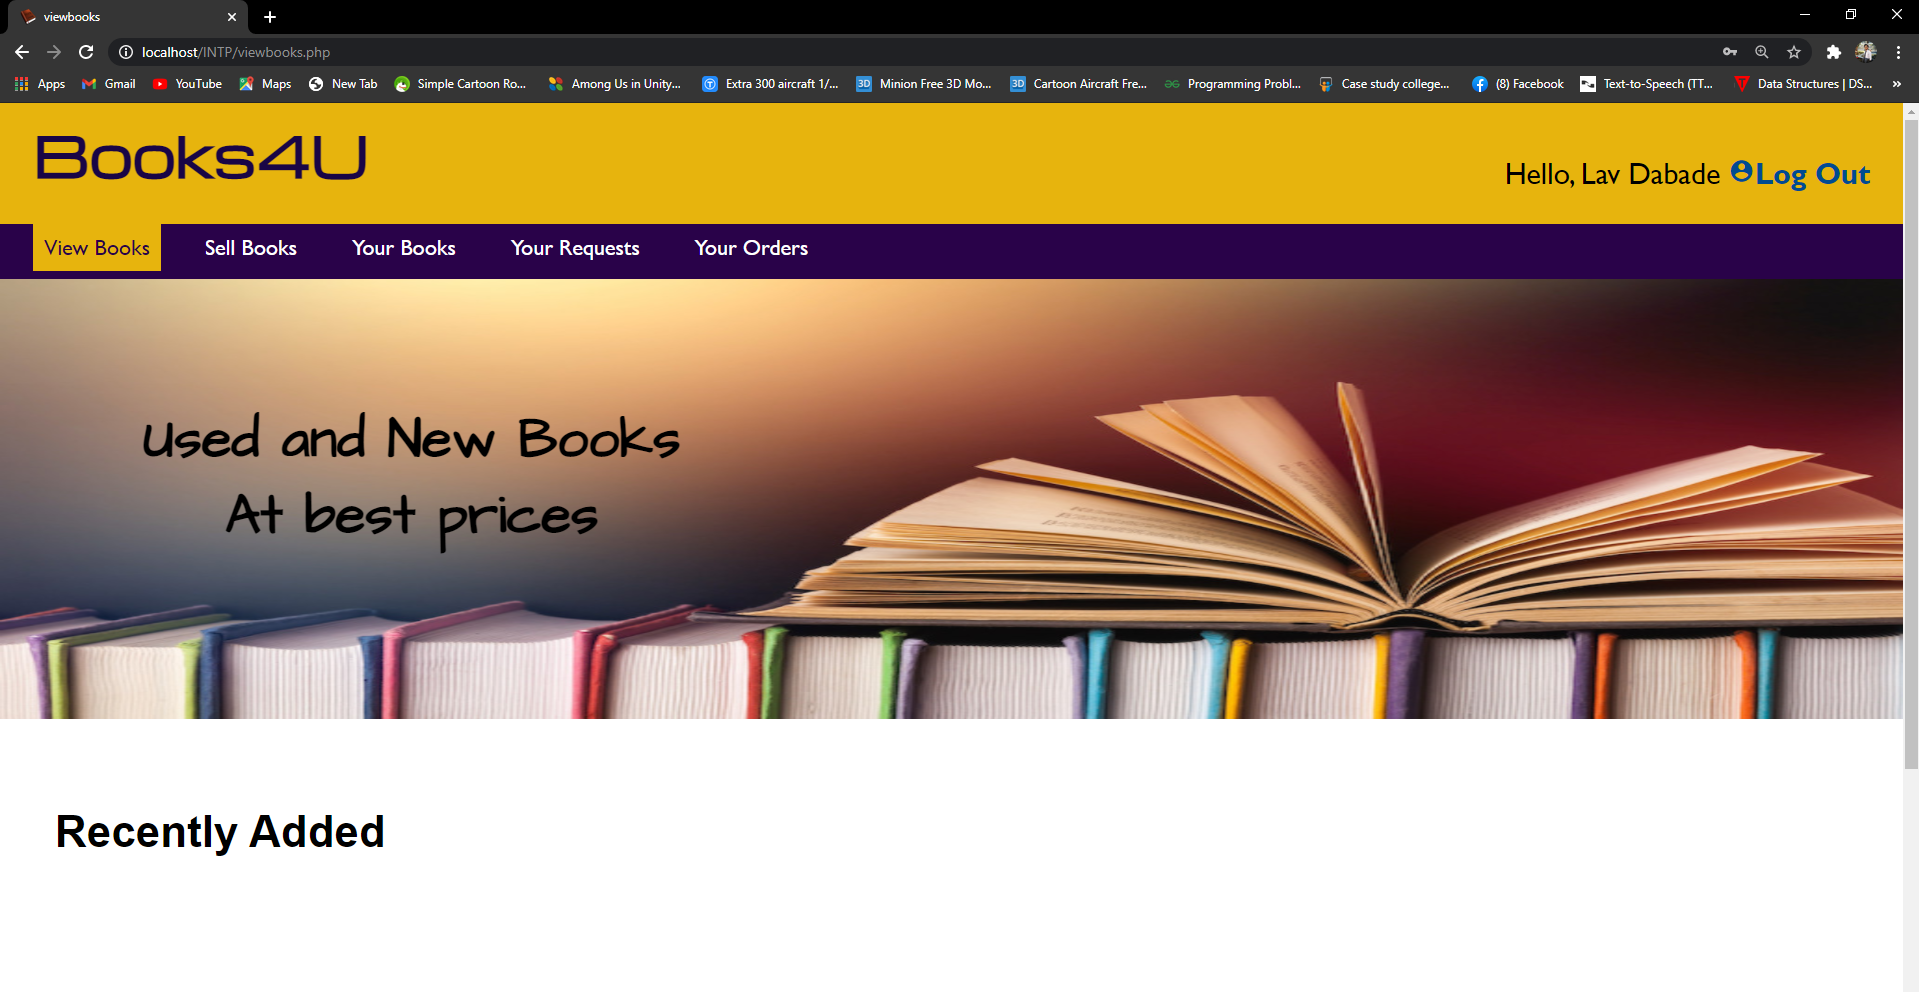 viewbooks
localhost/INTP/viewbooks.php
Apps Gmail YouTube Maps New Tab Simple Cartoon Ro... Among Us in Unity... Extra 300 aircraft 1/... Minion Free 3D Mo... Cartoon Aircraft Fre... Programming Probl... Case study college... (8) Facebook Text-to-Speech (TT... Data Structures | DS... »
Books4U
Hello, Lav Dabade Log Out
View Books Sell Books Your Books Your Requests Your Orders
Used and New Books
At best prices
Recently Added